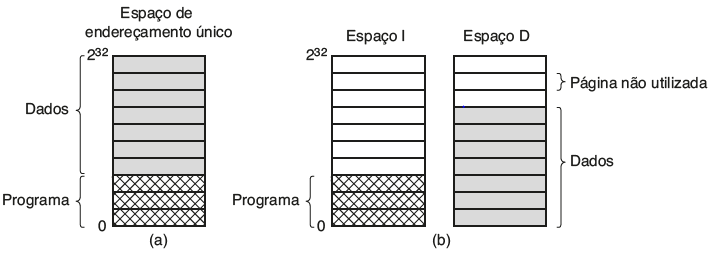 Espaço de
endereçamento único
2³²
Dados
Programa
0
(a)
Espaço I
Espaço D
2³²
Página não utilizada
Dados
Programa
0
(b)